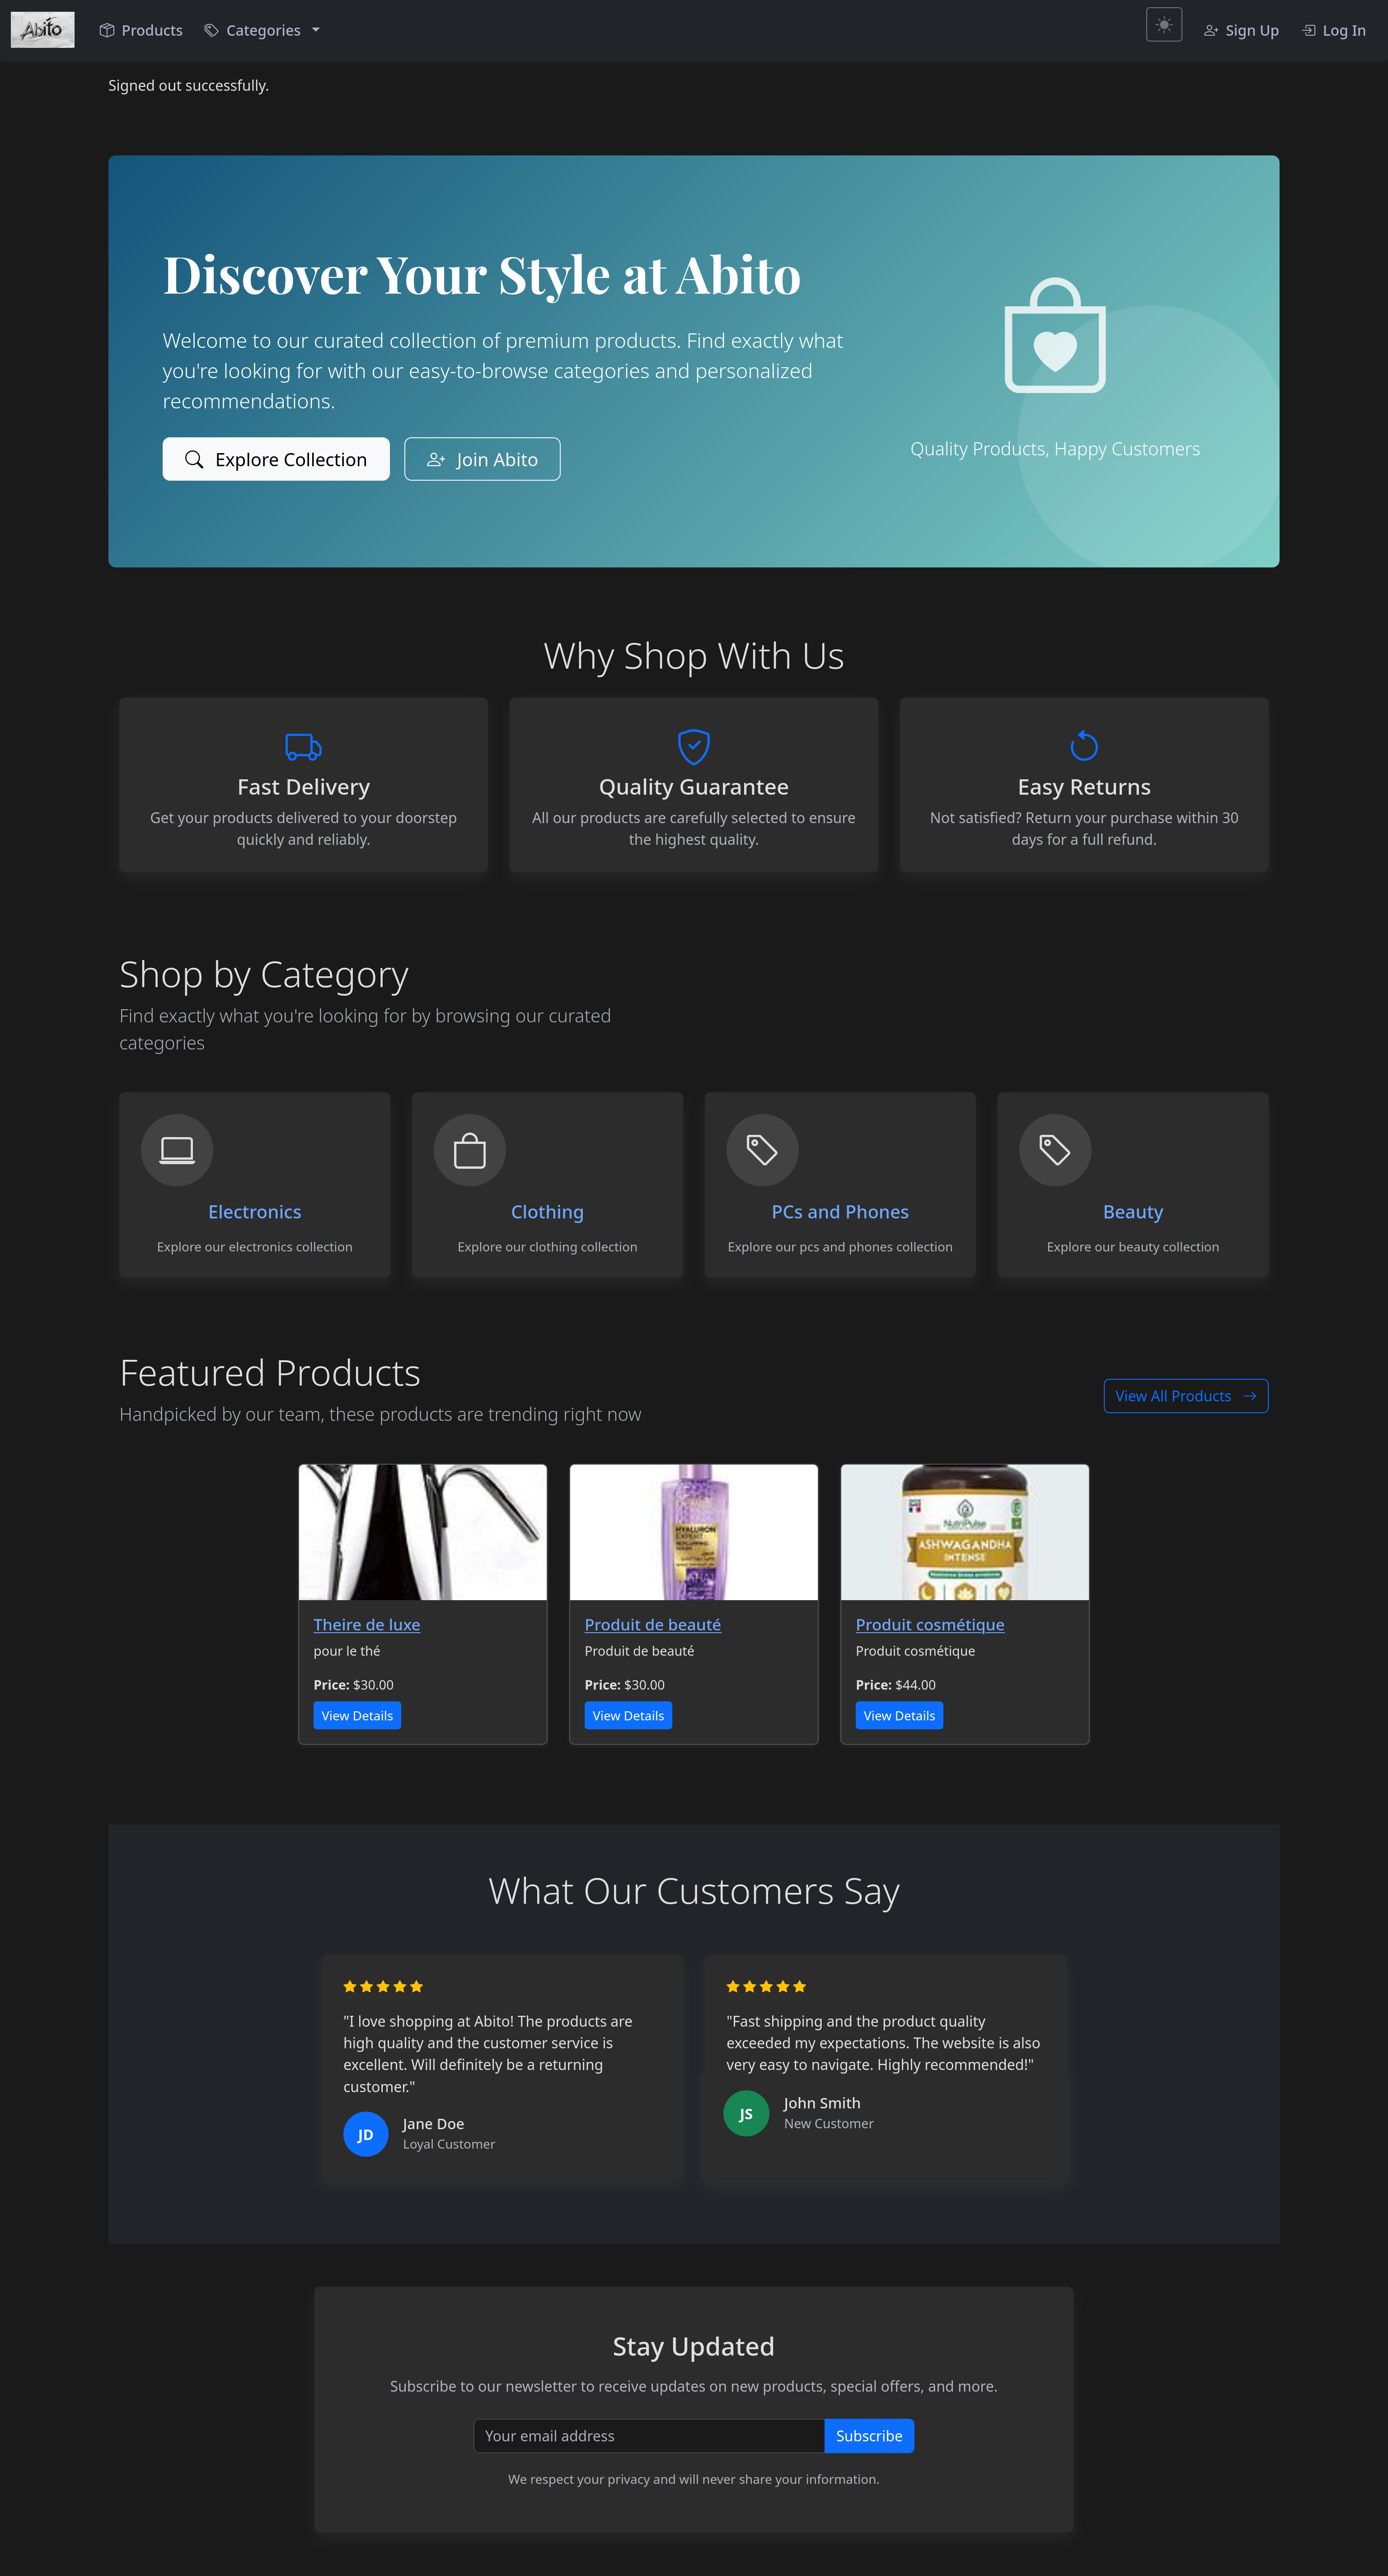 Abito
Products
Categories
Sign Up
Log In
Signed out successfully.
Discover Your Style at Abito
Welcome to our curated collection of premium products. Find exactly what
you're looking for with our easy-to-browse categories and personalized
recommendations.
Explore Collection
Join Abito
Quality Products, Happy Customers
Why Shop With Us
Fast Delivery
Get your products delivered to your doorstep
quickly and reliably.
Quality Guarantee
All our products are carefully selected to ensure
the highest quality.
Easy Returns
Not satisfied? Return your purchase within 30
days for a full refund.
Shop by Category
Find exactly what you're looking for by browsing our curated
categories
Electronics
Explore our electronics collection
Clothing
Explore our clothing collection
PCs and Phones
Explore our pcs and phones collection
Beauty
Explore our beauty collection
Featured Products
Handpicked by our team, these products are trending right now
View All Products
Theire de luxe
pour le thé
Price: $30.00
View Details
HYALURON
EXPERT
Produit de beauté
Produit de beauté
Price: $30.00
View Details
NutriPulse
ASHWAGANDHA
INTENSE
Produit cosmétique
Produit cosmétique
Price: $44.00
View Details
What Our Customers Say
"I love shopping at Abito! The products are
high quality and the customer service is
excellent. Will definitely be a returning
customer."
JD
Jane Doe
Loyal Customer
"Fast shipping and the product quality
exceeded my expectations. The website is also
very easy to navigate. Highly recommended!"
JS
John Smith
New Customer
Stay Updated
Subscribe to our newsletter to receive updates on new products, special offers, and more.
Your email address
Subscribe
We respect your privacy and will never share your information.